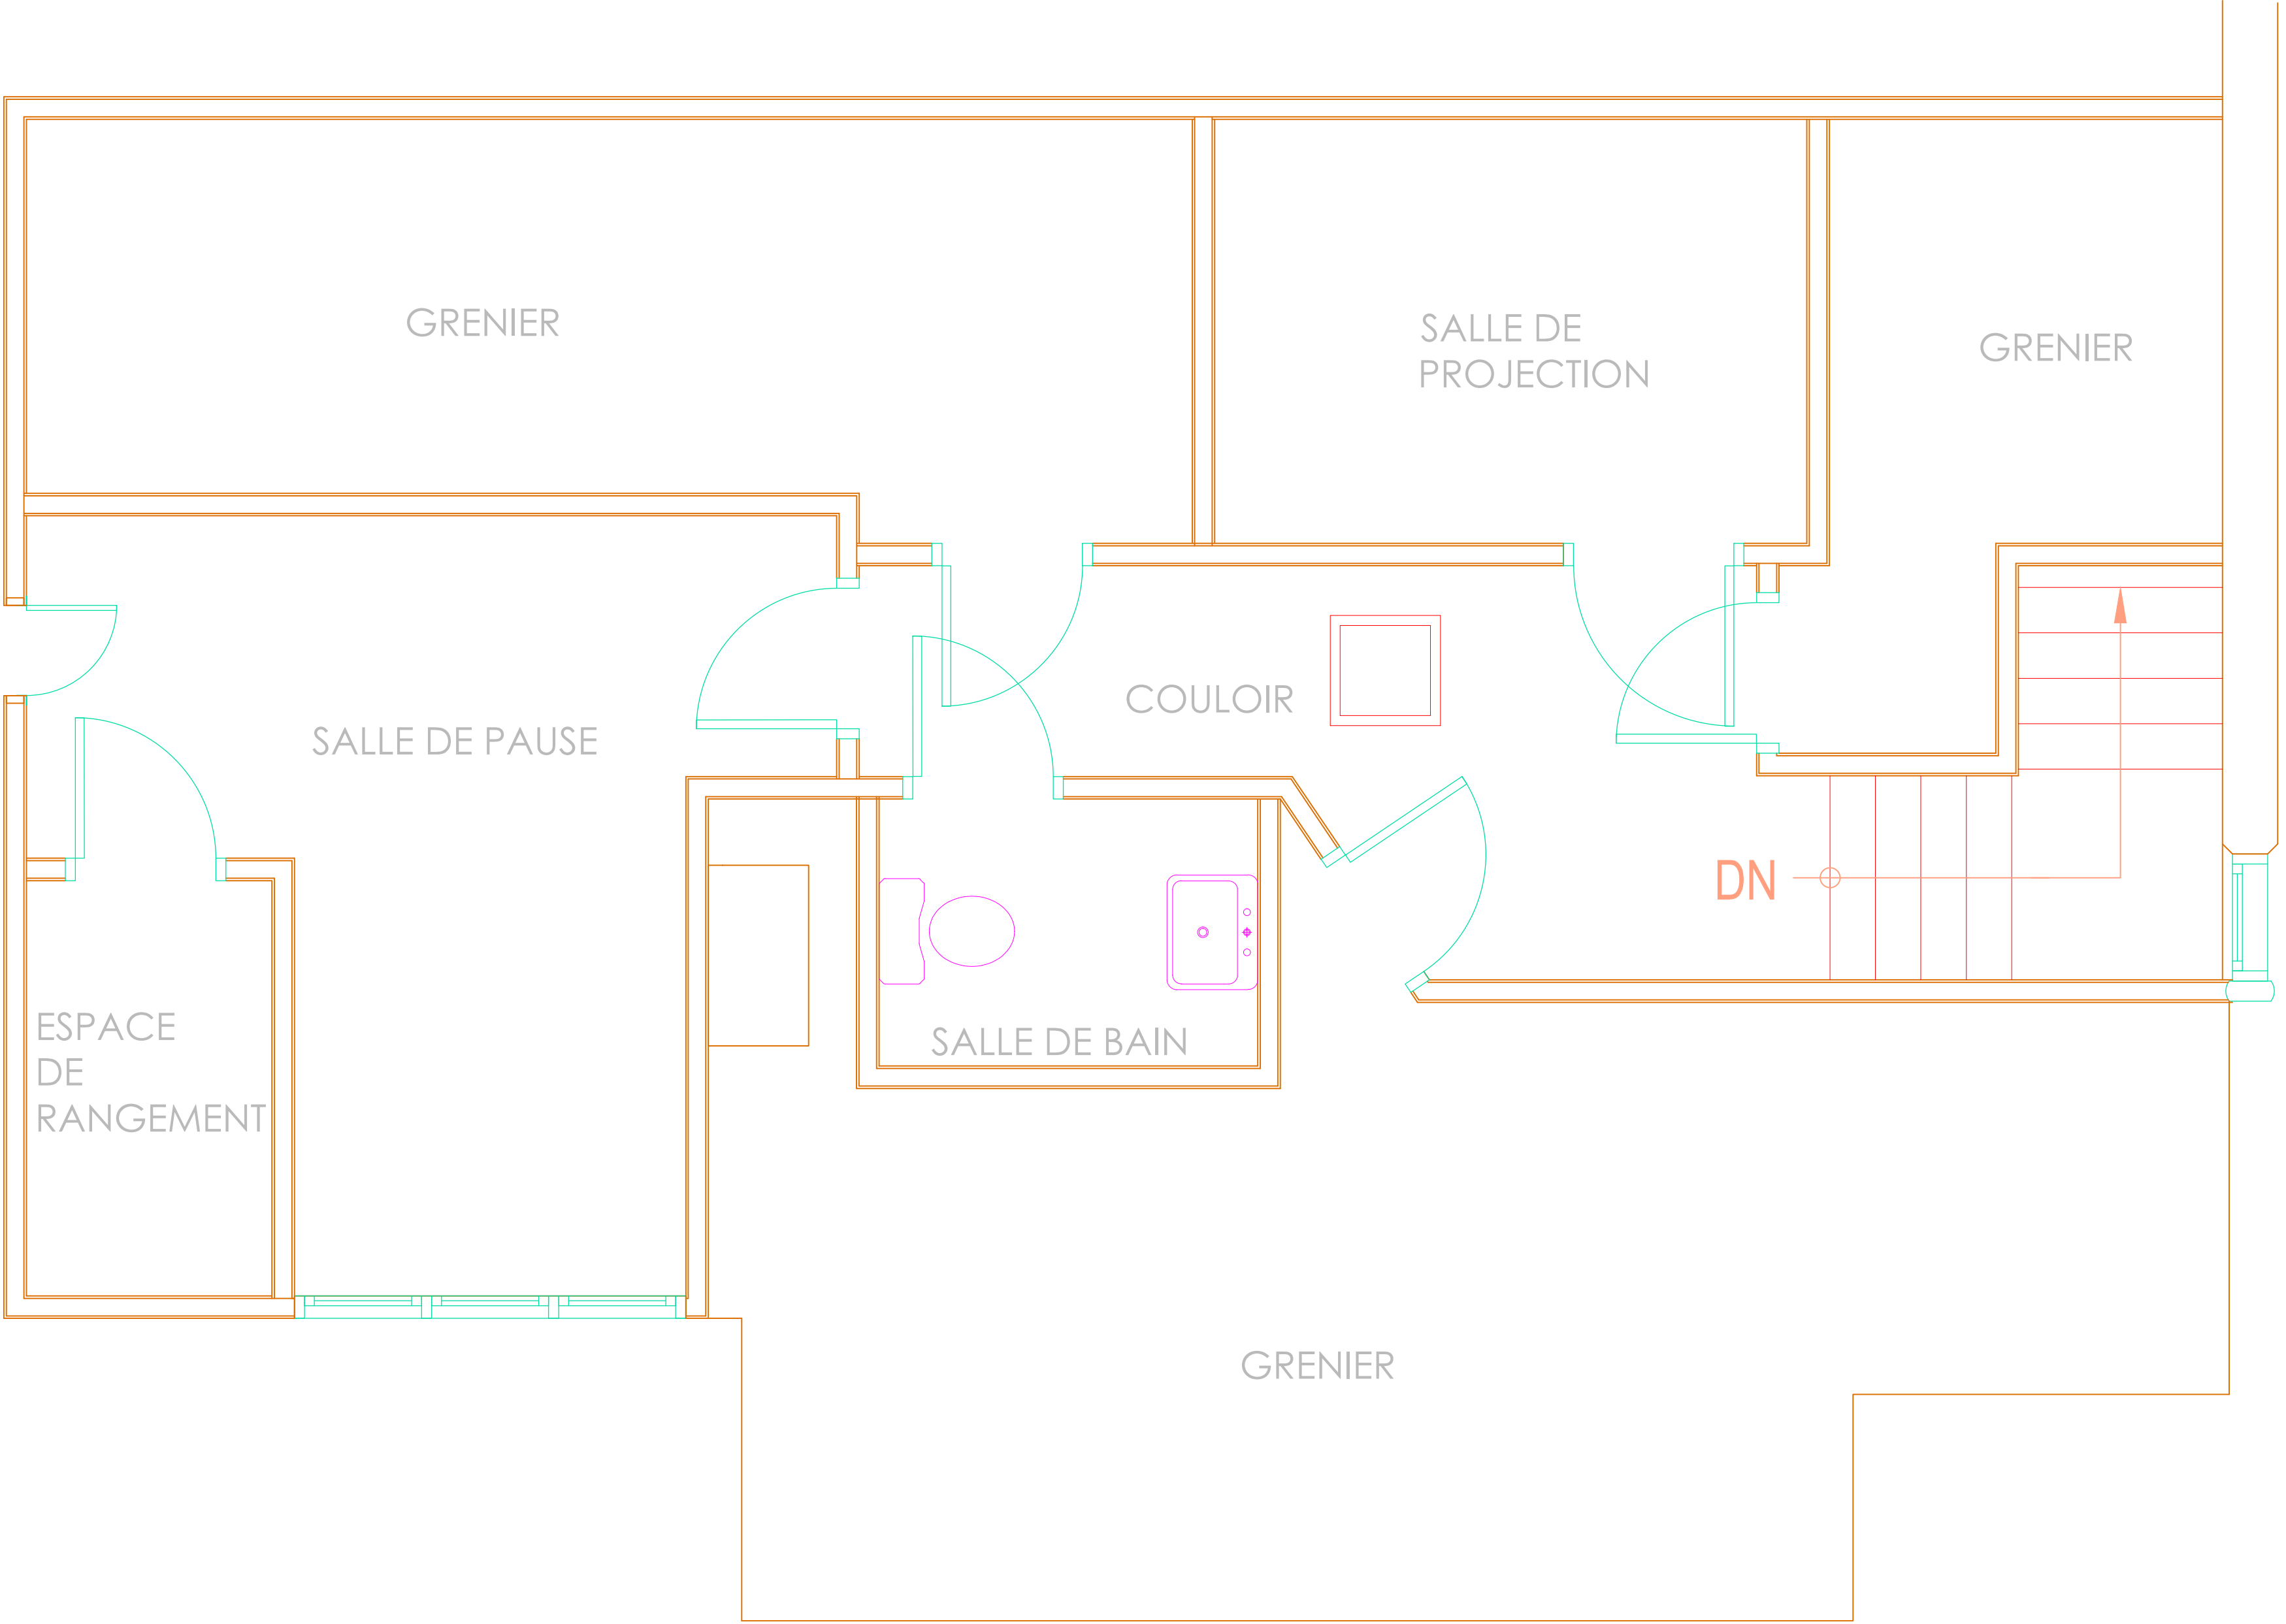 GRENIER
SALLE DE
PROJECTION
GRENIER
COULOIR
SALLE DE PAUSE
DN
ESPACE
DE
RANGEMENT
SALLE DE BAIN
GRENIER